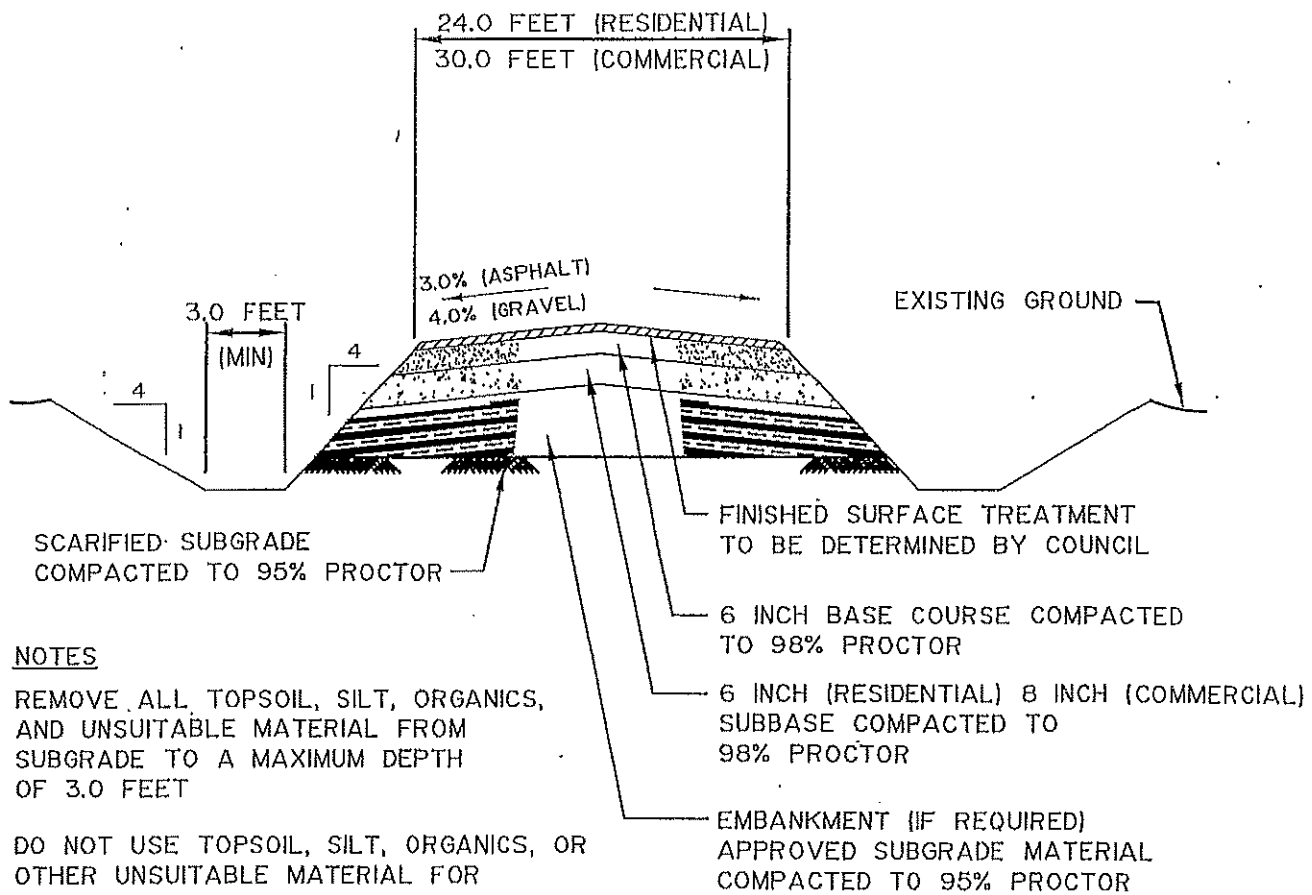 24.0 FEET (RESIDENTIAL)
30.0 FEET (COMMERCIAL)
3.0% (ASPHALT)
4.0% (GRAVEL)
3.0 FEET
(MIN)
EXISTING GROUND
4
1
4
1
SCARIFIED SUBGRADE
COMPACTED TO 95% PROCTOR
FINISHED SURFACE TREATMENT
TO BE DETERMINED BY COUNCIL
6 INCH BASE COURSE COMPACTED
TO 98% PROCTOR
6 INCH (RESIDENTIAL) 8 INCH (COMMERCIAL)
SUBBASE COMPACTED TO
98% PROCTOR
EMBANKMENT (IF REQUIRED)
APPROVED SUBGRADE MATERIAL
COMPACTED TO 95% PROCTOR
NOTES
REMOVE ALL TOPSOIL, SILT, ORGANICS,
AND UNSUITABLE MATERIAL FROM
SUBGRADE TO A MAXIMUM DEPTH
OF 3.0 FEET
DO NOT USE TOPSOIL, SILT, ORGANICS, OR
OTHER UNSUITABLE MATERIAL FOR